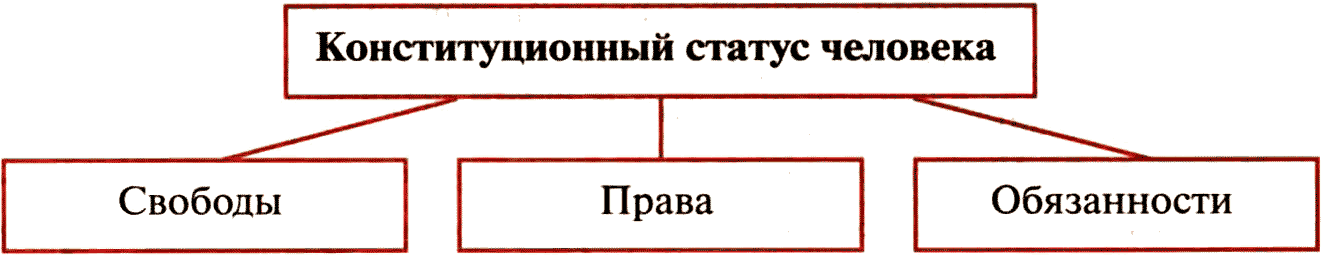 Конституционный статус человека
Свободы
Права
Обязанности